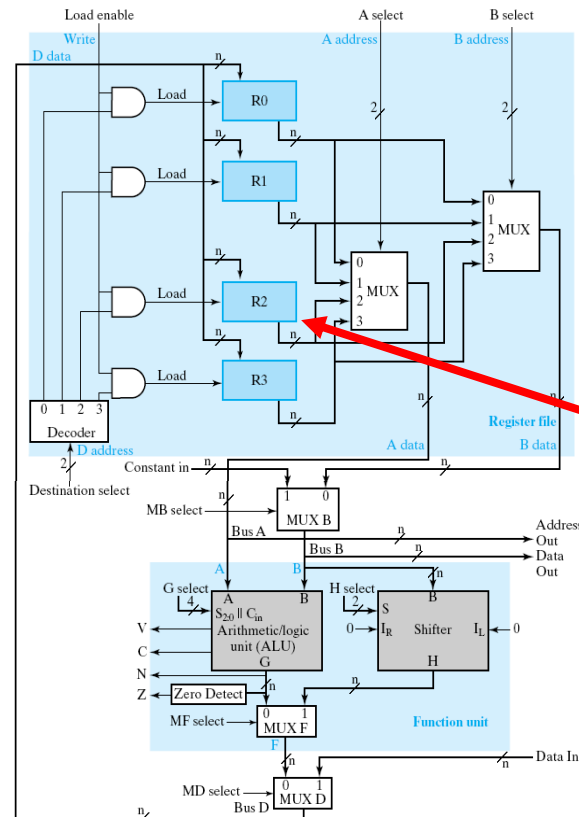 Load enable
A select
B select
Write
A address
B address
D data
n
Load
R0
2
2
n
n
Load
R1
n
0
1
2
3
MUX
n
0
1
2
3
MUX
n
Load
R2
n
n
Load
R3
n
0 1 2 3
Decoder
D address
2
Destination select
n
n
Register file
A data
B data
Constant in
n
n
n
1 0
MUX B
MB select
Bus A
n
Address
Out
Bus B
n
Data
Out
A
B
n
G select
4
A
B
S2:0 || Cin
Arithmetic/logic
unit (ALU)
G
H select
2
B
S
0
IR
Shifter
IL
0
H
V
C
N
Z
Zero Detect
n
n
MF select
0 1
MUX F
F
Function unit
n
n
Data In
MD select
0 1
MUX D
n
Bus D